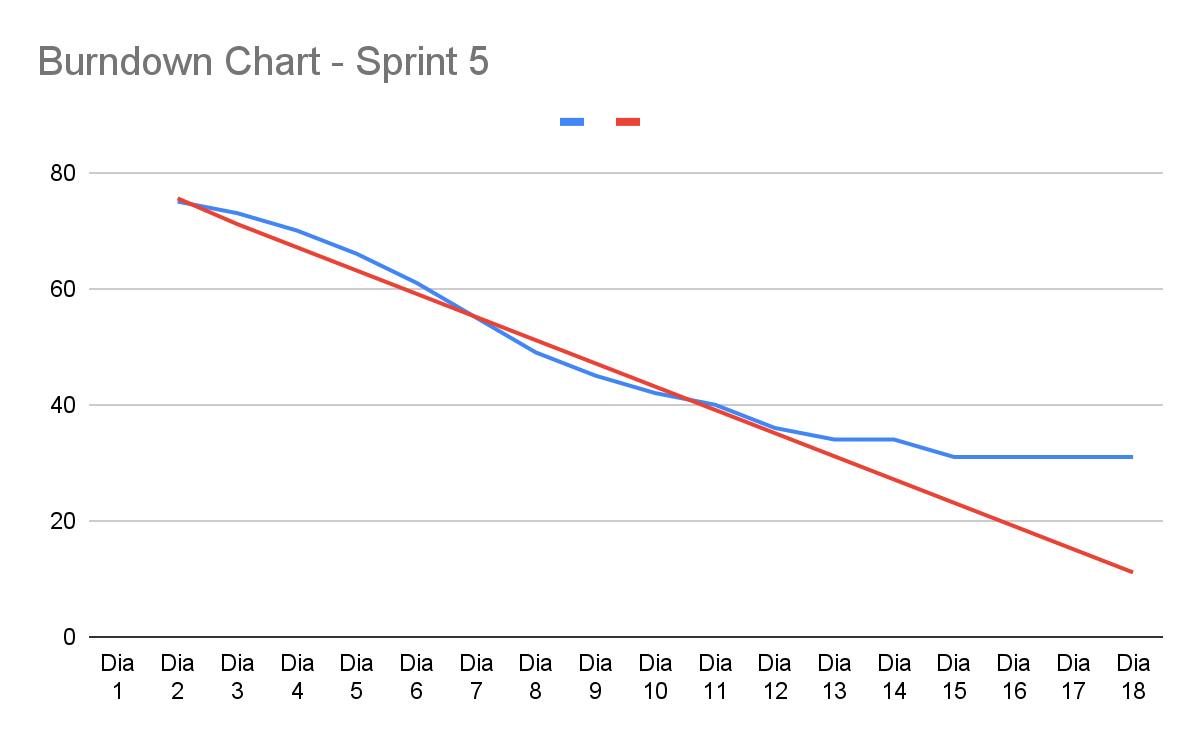 Burndown Chart - Sprint 5
80
60
40
20
0
Dia 1
Dia 2
Dia 3
Dia 4
Dia 5
Dia 6
Dia 7
Dia 8
Dia 9
Dia 10
Dia 11
Dia 12
Dia 13
Dia 14
Dia 15
Dia 16
Dia 17
Dia 18